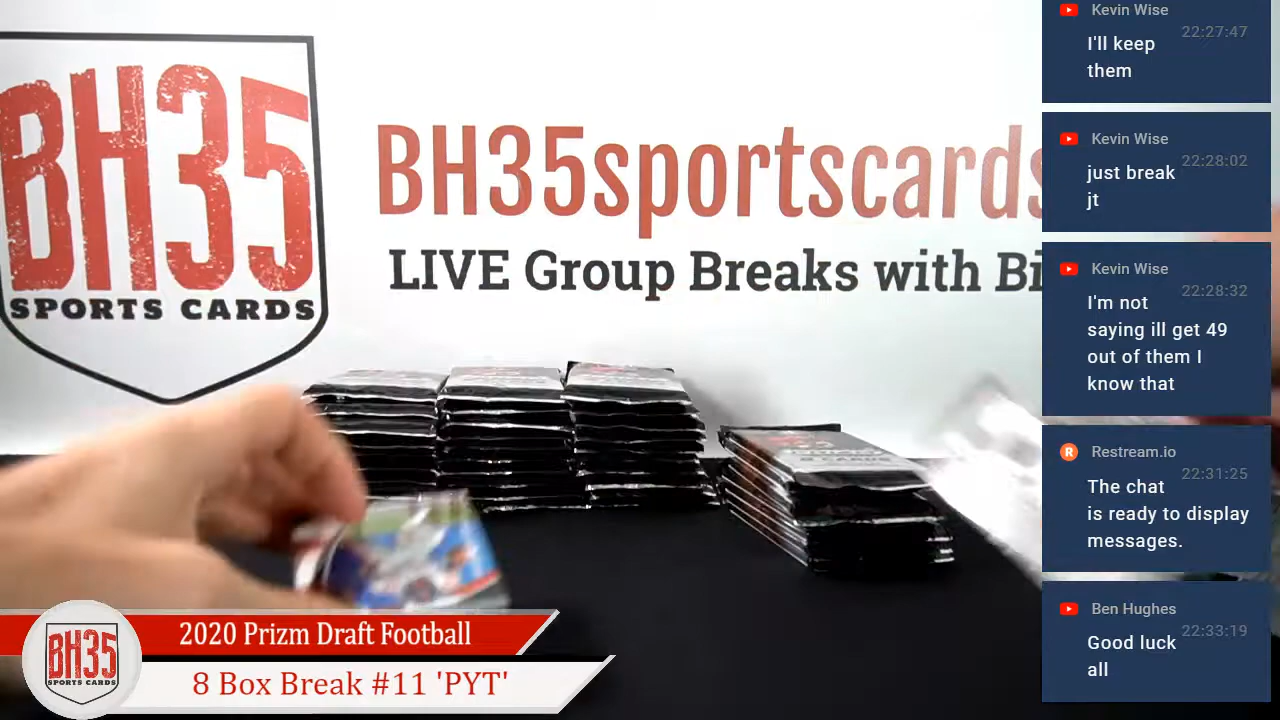 BH35
SPORTS CARDS
BH35sportscards
LIVE Group Breaks with Bi
Kevin Wise
22:27:47
I'll keep
them
Kevin Wise
22:28:02
just break
jt
Kevin Wise
22:28:32
I'm not
saying ill get 49
out of them I
know that
Restream.io
22:31:25
The chat
is ready to display
messages.
Ben Hughes
22:33:19
Good luck
all
BH35
SPORTS CARDS
2020 Prizm Draft Football
8 Box Break #11 'PYT'